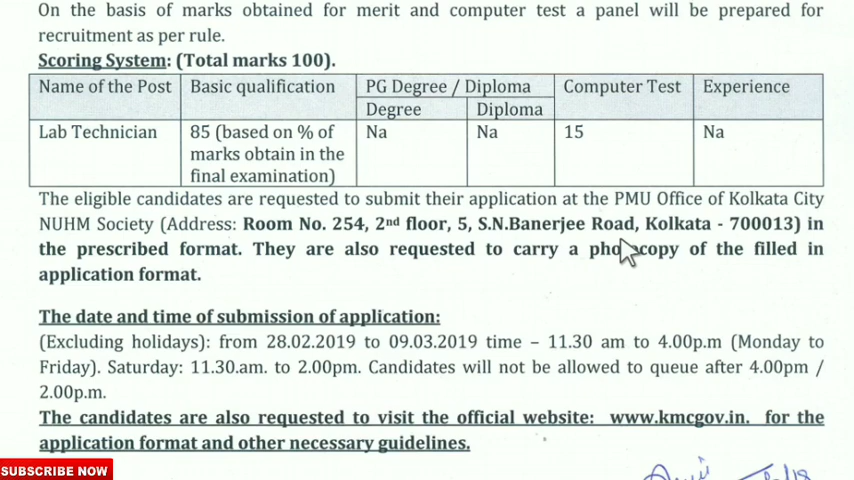 On the basis of marks obtained for merit and computer test a panel will be prepared for
recruitment as per rule.
Scoring System: (Total marks 100).
Name of the Post Basic qualification PG Degree / Diploma Computer Test Experience
Degree Diploma
Lab Technician 85 (based on % of Na Na 15 Na
marks obtain in the
final examination)
The eligible candidates are requested to submit their application at the PMU Office of Kolkata City
NUHM Society (Address: Room No. 254, 2nd floor, 5, S.N.Banerjee Road, Kolkata - 700013) in
the prescribed format. They are also requested to carry a photocopy of the filled in
application format.
The date and time of submission of application:
(Excluding holidays): from 28.02.2019 to 09.03.2019 time – 11.30 am to 4.00p.m (Monday to
Friday). Saturday: 11.30.am. to 2.00pm. Candidates will not be allowed to queue after 4.00pm /
2.00p.m.
The candidates are also requested to visit the official website: www.kmcgov.in. for the
application format and other necessary guidelines.
SUBSCRIBE NOW